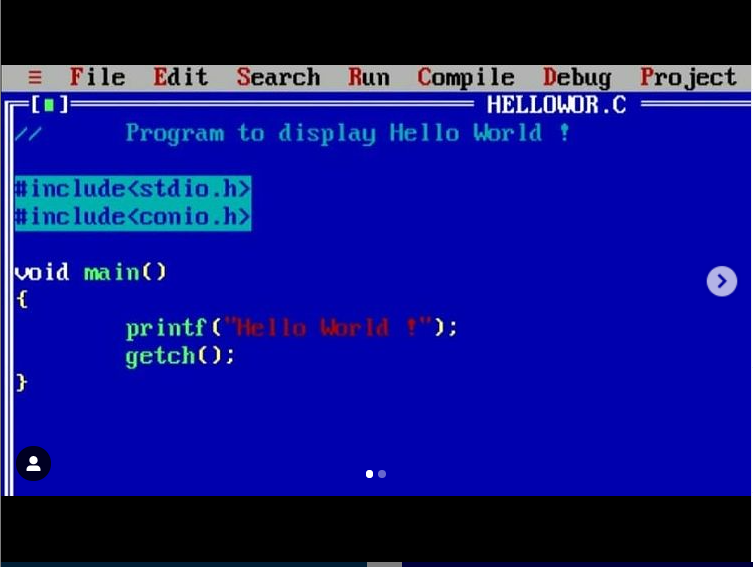 ≡ File Edit Search Run Compile Debug Project
[■] HELLOWOR.C
// Program to display Hello World !
#include<stdio.h>
#include<conio.h>
void main()
{
printf("Hello World !");
getch();
}